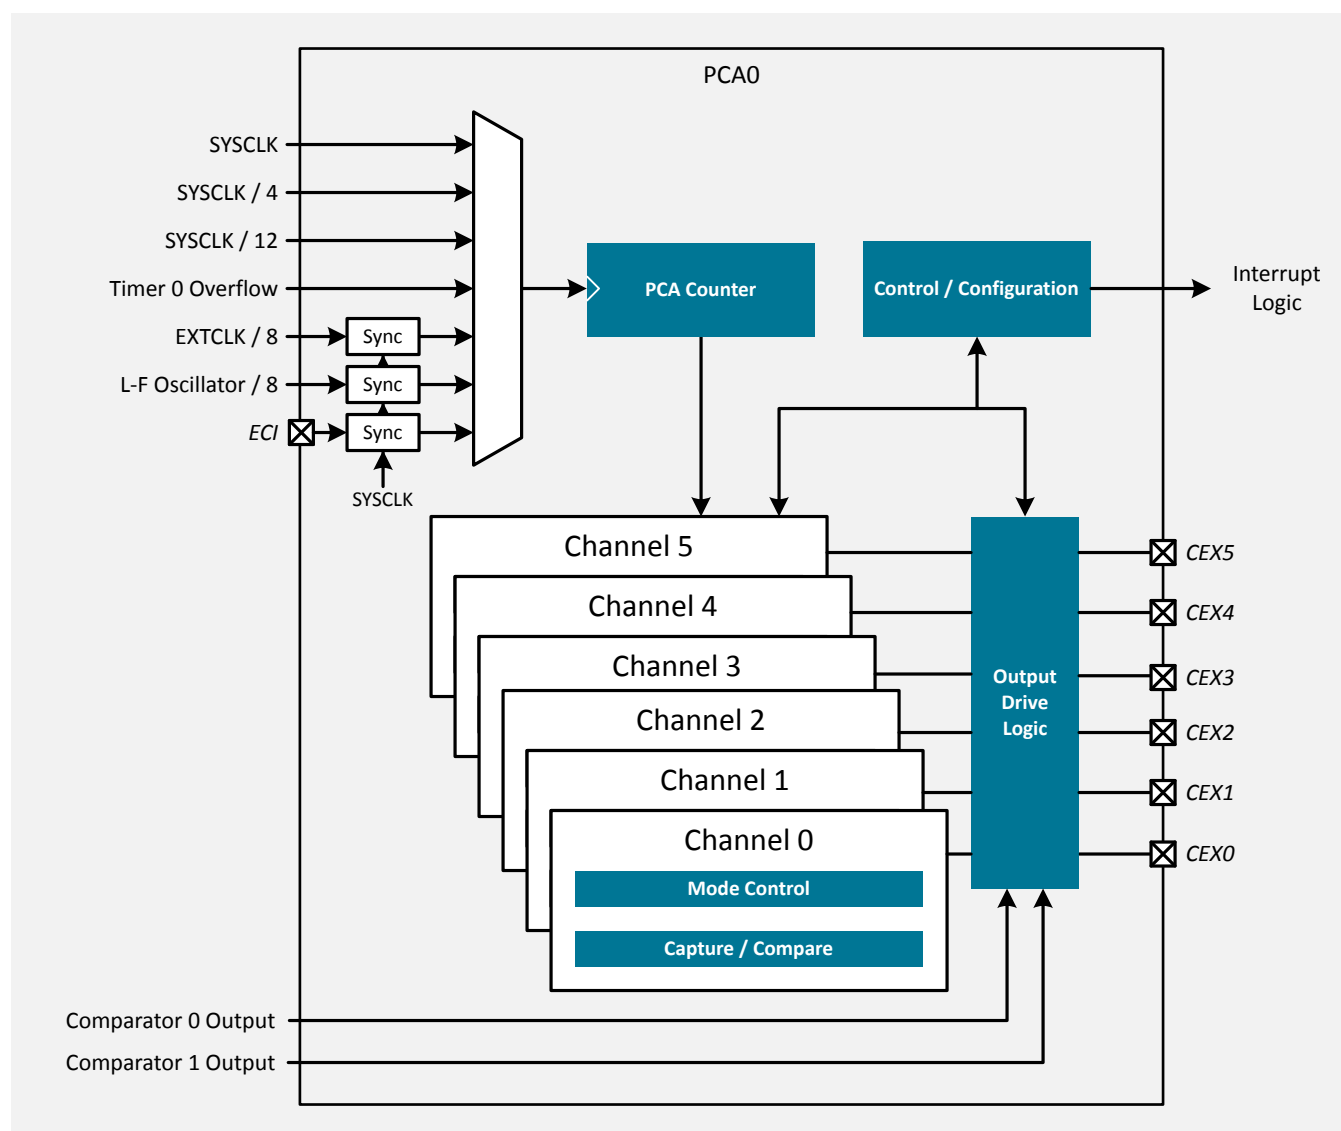 PCA0
SYSCLK
SYSCLK / 4
SYSCLK / 12
Timer 0 Overflow
EXTCLK / 8
Sync
L-F Oscillator / 8
Sync
ECI
Sync
SYSCLK
PCA Counter
Control / Configuration
Interrupt
Logic
Channel 5
Channel 4
Channel 3
Channel 2
Channel 1
Channel 0
Mode Control
Capture / Compare
Output
Drive
Logic
CEX5
CEX4
CEX3
CEX2
CEX1
CEX0
Comparator 0 Output
Comparator 1 Output